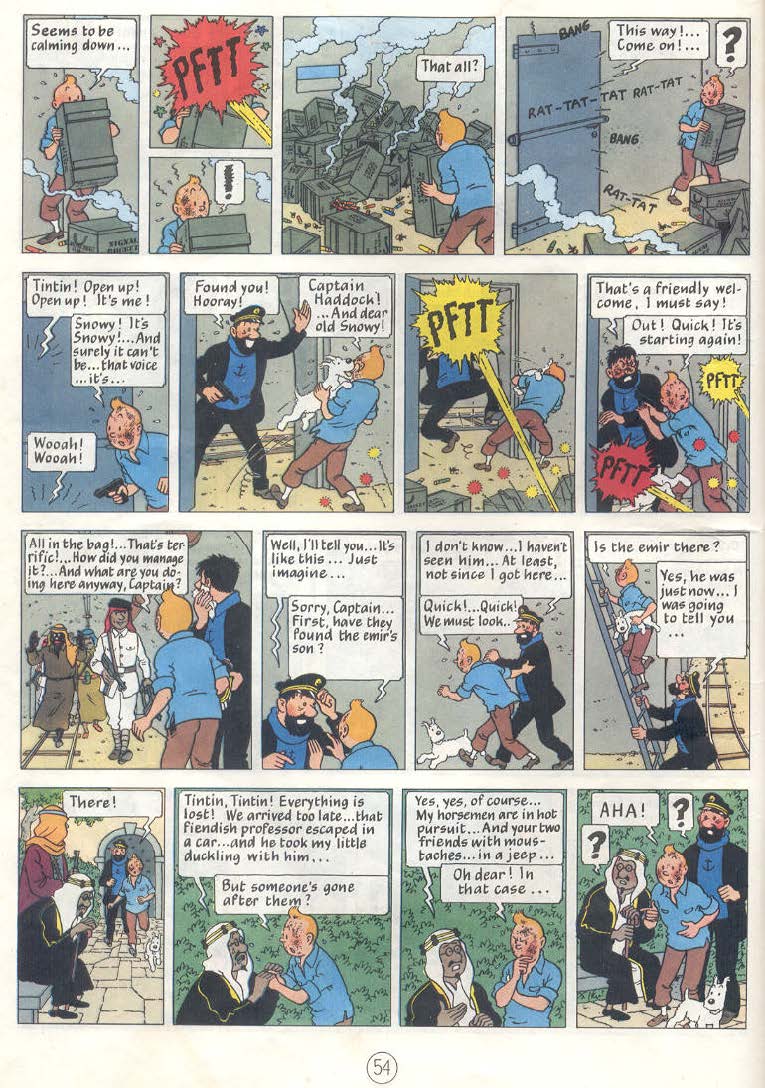 Seems to be
calming down...
PFTT
!!!
SIGNAL
ROCKET
That all?
BANG
RAT-TAT-TAT RAT-TAT
BANG
RAT-TAT
This way!...
Come on!...
?
Tintin! Open up!
Open up! It's me!
Snowy! It's
Snowy!...And
surely it can't
be...that voice
...it's...
Wooah!
Wooah!
Found you!
Hooray!
Captain
Haddock!
...And dear
old Snowy!
PFTT
That's a friendly wel-
come, I must say!
Out! Quick! It's
starting again!
PFTT
PFTT
All in the bag!...That's ter-
rific!...How did you manage
it?...And what are you do-
ing here anyway, Captain?
Well, I'll tell you...It's
like this... Just
imagine...
Sorry, Captain...
First, have they
found the emir's
son?
I don't know...I haven't
seen him... At least,
not since I got here...
Quick!...Quick!
We must look...
Is the emir there?
Yes, he was
just now... I
was going
to tell you
...
There!
Tintin, Tintin! Everything is
lost! We arrived too late...that
fiendish professor escaped in
a car...and he took my little
duckling with him...
But someone's gone
after them?
Yes, yes, of course...
My horsemen are in hot
pursuit... And your two
friends with mous-
taches...in a jeep...
Oh dear! In
that case...
?
AHA!
?
54